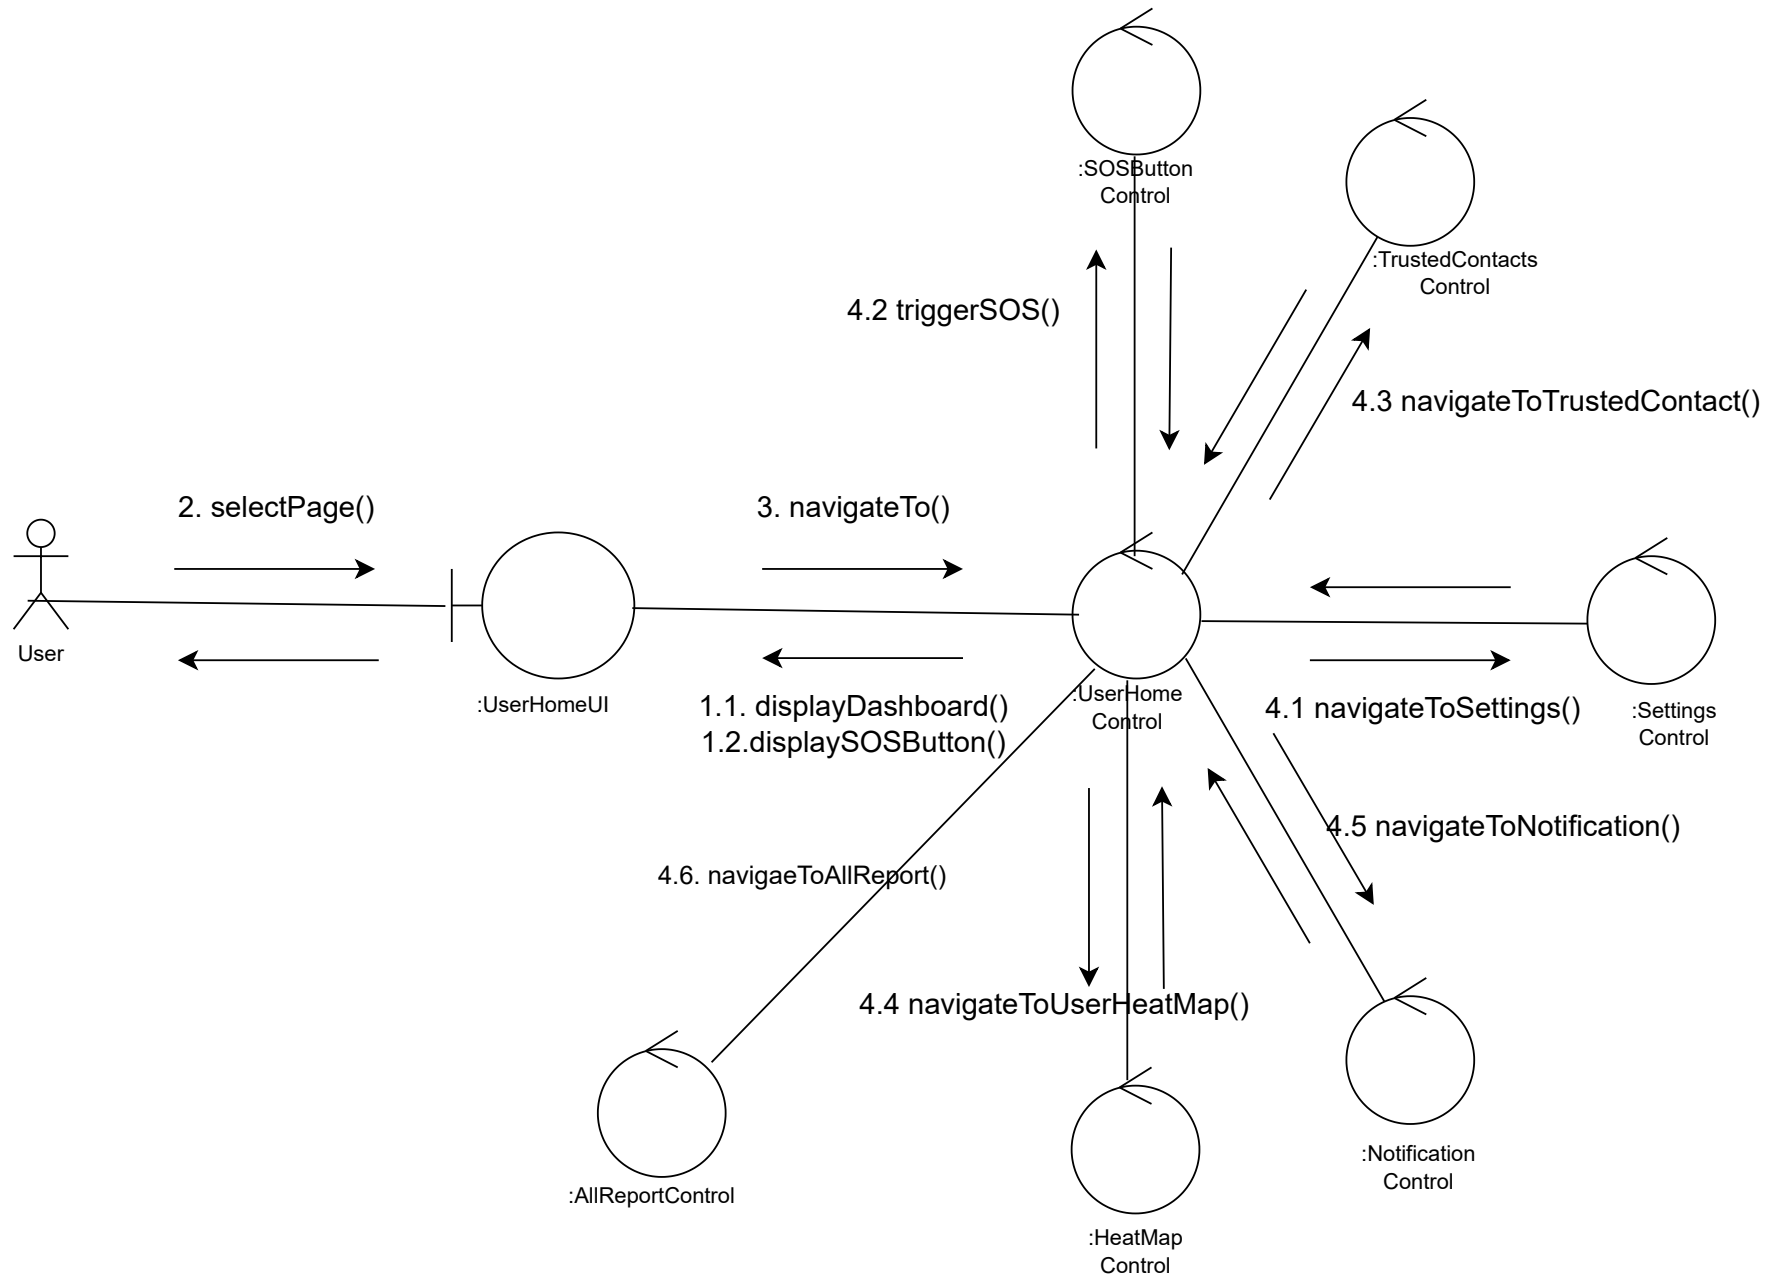 :SOSButton
Control
:TrustedContacts
Control
4.2 triggerSOS()
4.3 navigateToTrustedContact()
2. selectPage()
3. navigateTo()
User
:UserHomeUI
1.1. displayDashboard()
1.2.displaySOSButton()
:UserHome
Control
4.1 navigateToSettings()
:Settings
Control
4.5 navigateToNotification()
4.6. navigaeToAllReport()
4.4 navigateToUserHeatMap()
:Notification
Control
:AllReportControl
:HeatMap
Control